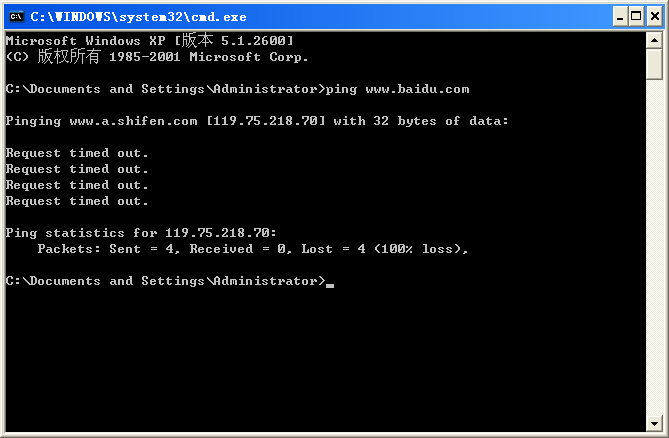 C:\WINDOWS\system32\cmd.exe
Microsoft Windows XP [版本 5.1.2600]
(C) 版权所有 1985-2001 Microsoft Corp.
C:\Documents and Settings\Administrator>ping www.baidu.com
Pinging www.a.shifen.com [119.75.218.70] with 32 bytes of data:
Request timed out.
Request timed out.
Request timed out.
Request timed out.
Ping statistics for 119.75.218.70:
    Packets: Sent = 4, Received = 0, Lost = 4 (100% loss),
C:\Documents and Settings\Administrator>